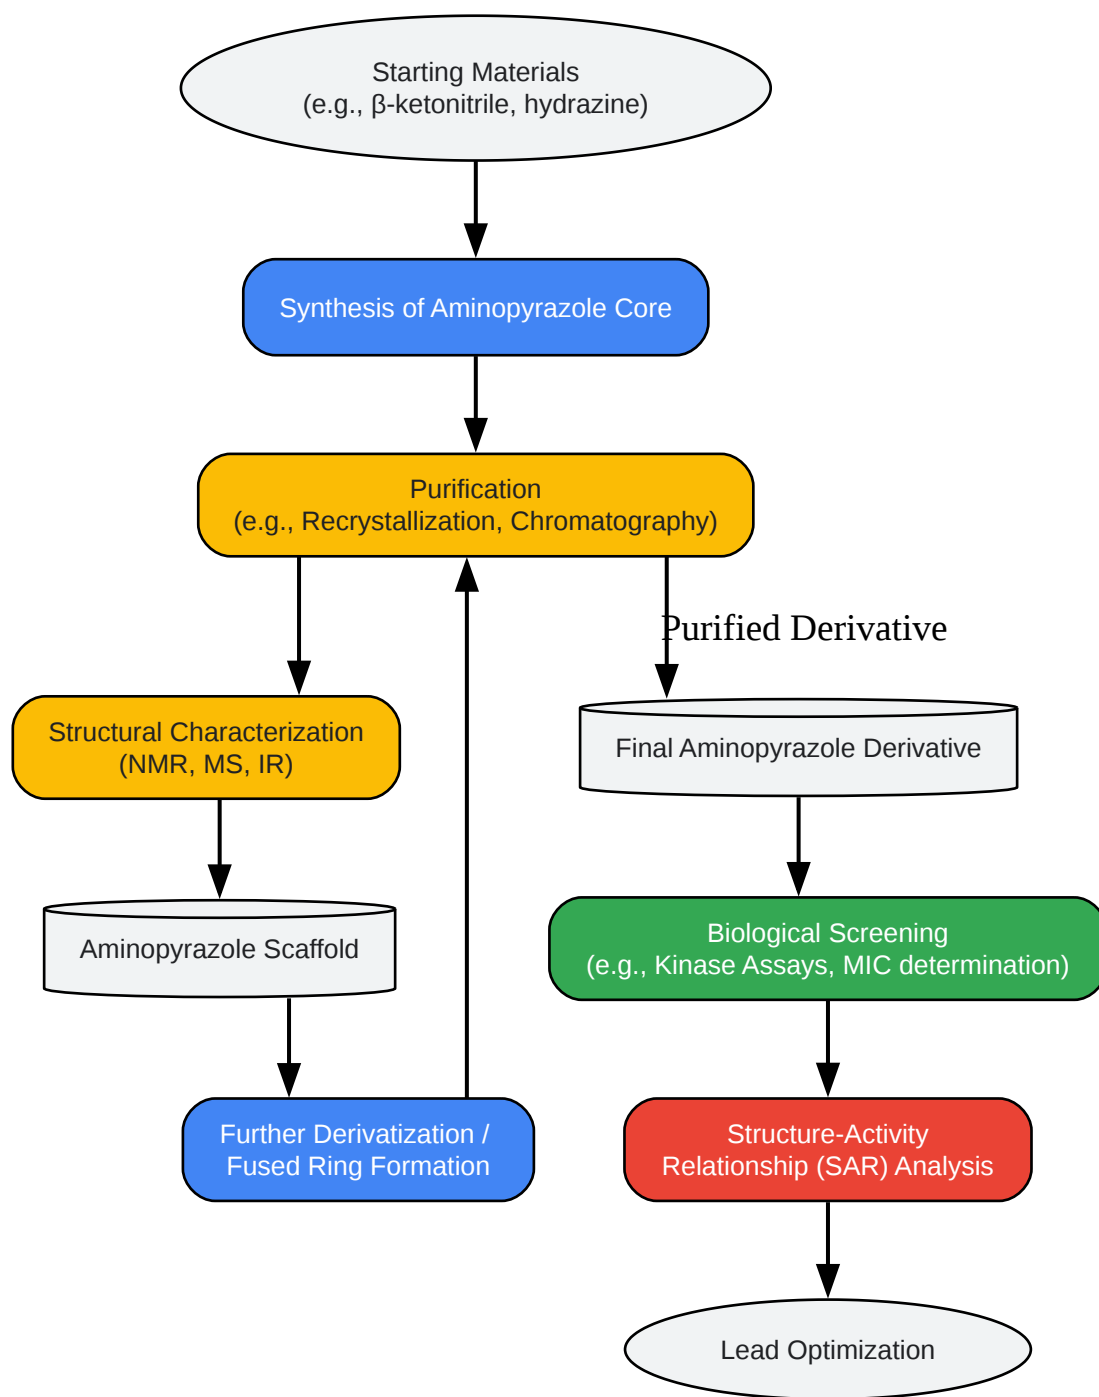 Starting Materials
(e.g., β-ketonitrile, hydrazine)
Synthesis of Aminopyrazole Core
Purification
(e.g., Recrystallization, Chromatography)
Purified Derivative
Structural Characterization
(NMR, MS, IR)
Final Aminopyrazole Derivative
Aminopyrazole Scaffold
Biological Screening
(e.g., Kinase Assays, MIC determination)
Further Derivatization /
Fused Ring Formation
Structure-Activity
Relationship (SAR) Analysis
Lead Optimization